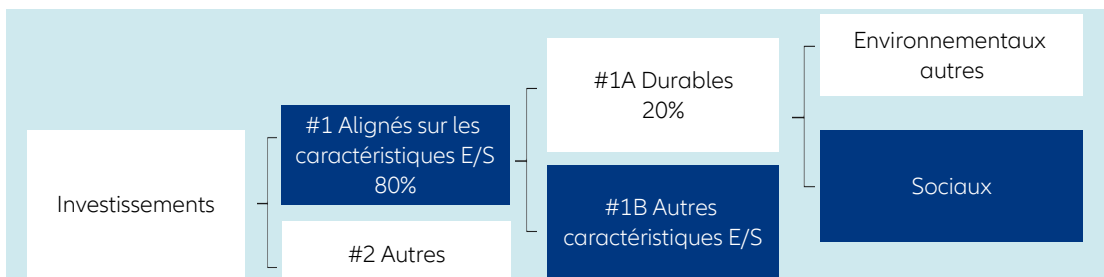 Investissements
#1 Alignés sur les
caractéristiques E/S
80%
#2 Autres
#1A Durables
20%
#1B Autres
caractéristiques E/S
Environnementaux
autres
Sociaux